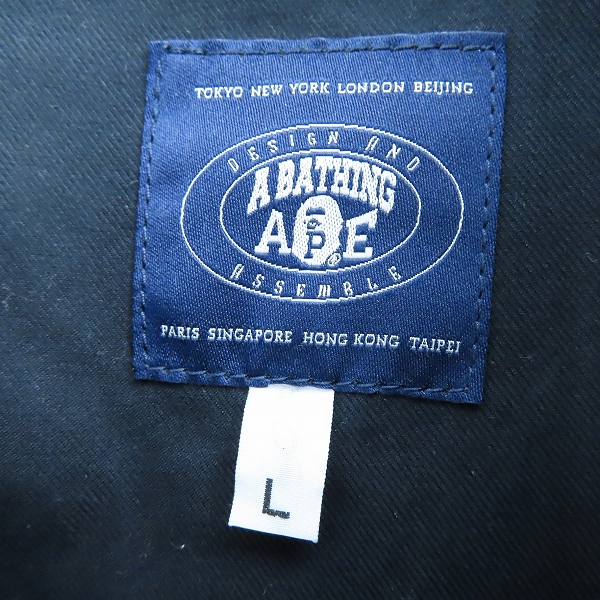 TOKYO NEW YORK LONDON BEIJING
DESIGN AND
A BATHING
APE
®
ASSEMBLE
PARIS SINGAPORE HONG KONG TAIPEI
L